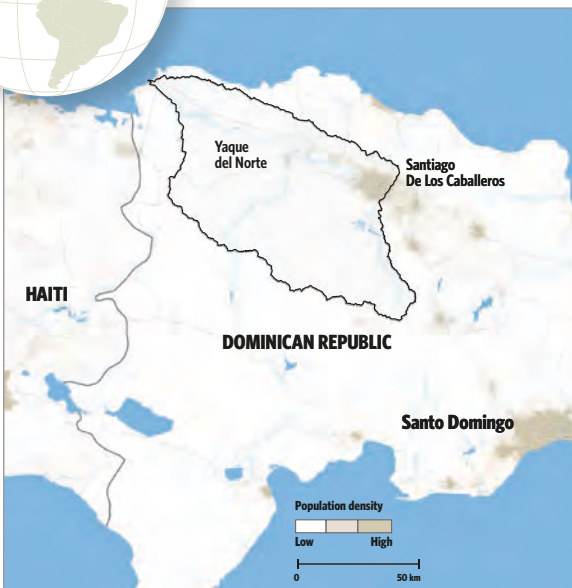 Yaque
del Norte
Santiago
De Los Caballeros
HAITI
DOMINICAN REPUBLIC
Santo Domingo
Population density
Low High
0 50 km